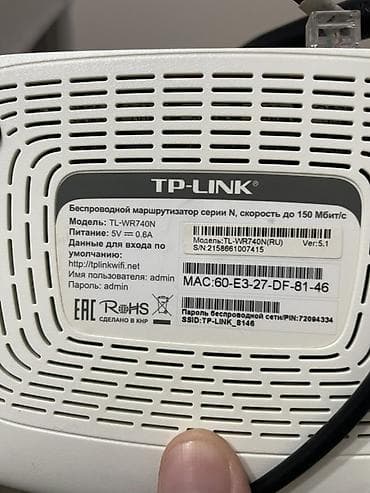 TP-LINK®
Беспроводной маршрутизатор серии N, скорость до 150 Мбит/с
Модель: TL-WR740N
Питание: 5V ⎓ 0.6A
Данные для входа по
умолчанию:
http://tplinkwifi.net
Имя пользователя: admin
Пароль: admin
EAC RoHS
СДЕЛАНО В КНР
Модель:TL-WR740N(RU) Ver:5.1
S/N:2158661007415
MAC:60-E3-27-DF-81-46
Пароль беспроводной сети/PIN:72094334
SSID:TP-LINK_8146